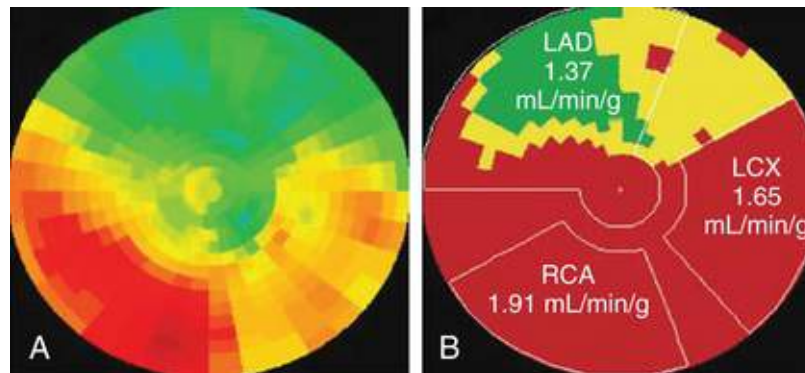 A
B
LAD
1.37
mL/min/g
LCX
1.65
mL/min/g
RCA
1.91 mL/min/g